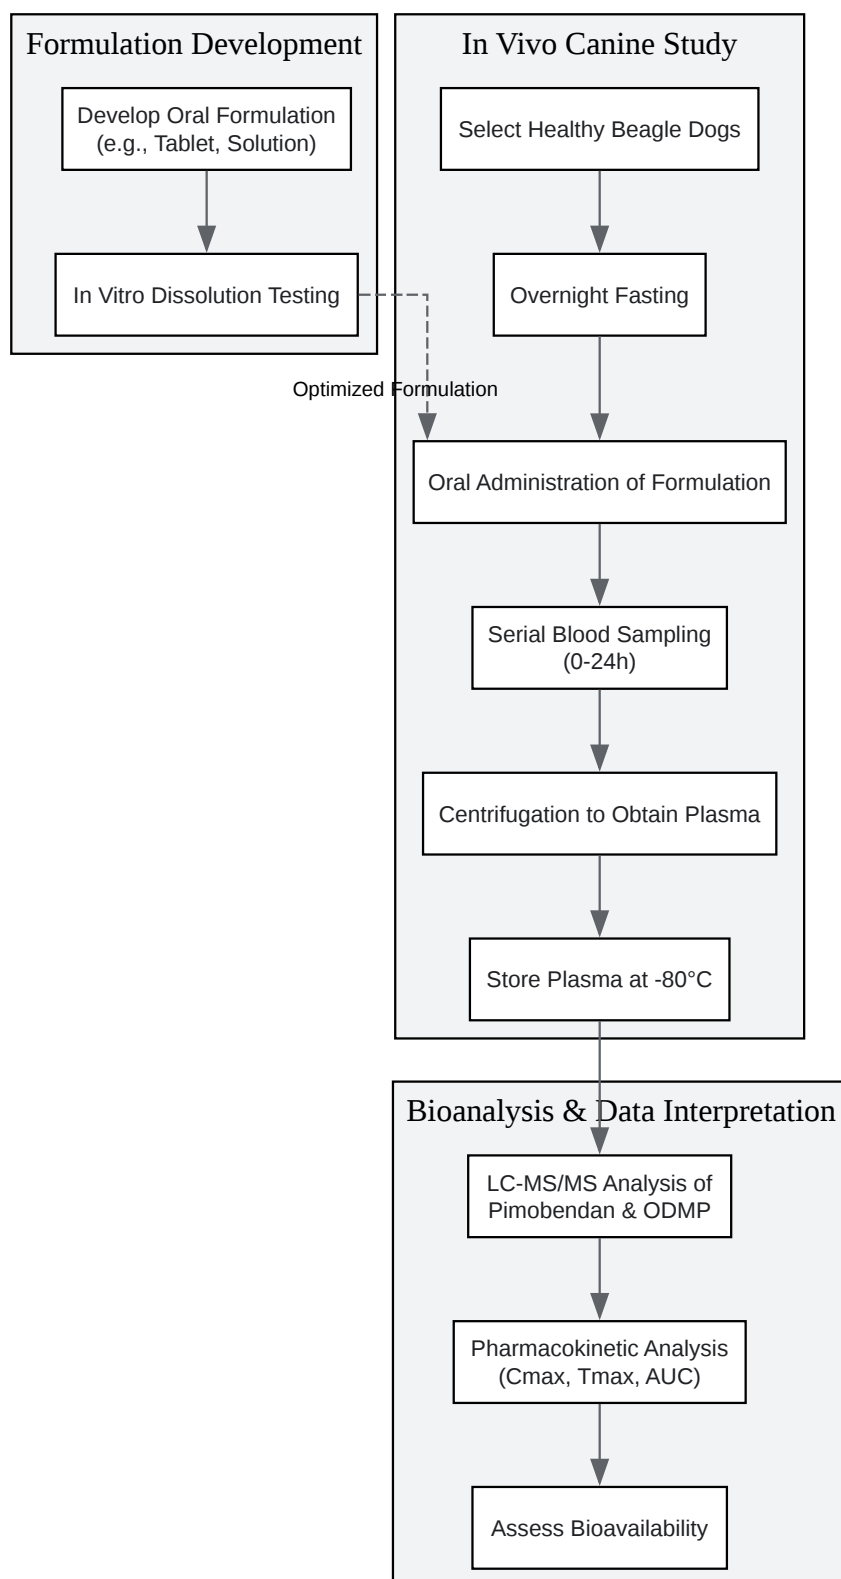 Formulation Development
Develop Oral Formulation
(e.g., Tablet, Solution)
In Vitro Dissolution Testing
Optimized Formulation
In Vivo Canine Study
Select Healthy Beagle Dogs
Overnight Fasting
Oral Administration of Formulation
Serial Blood Sampling
(0-24h)
Centrifugation to Obtain Plasma
Store Plasma at -80°C
Bioanalysis & Data Interpretation
LC-MS/MS Analysis of
Pimobendan & ODMP
Pharmacokinetic Analysis
(Cmax, Tmax, AUC)
Assess Bioavailability